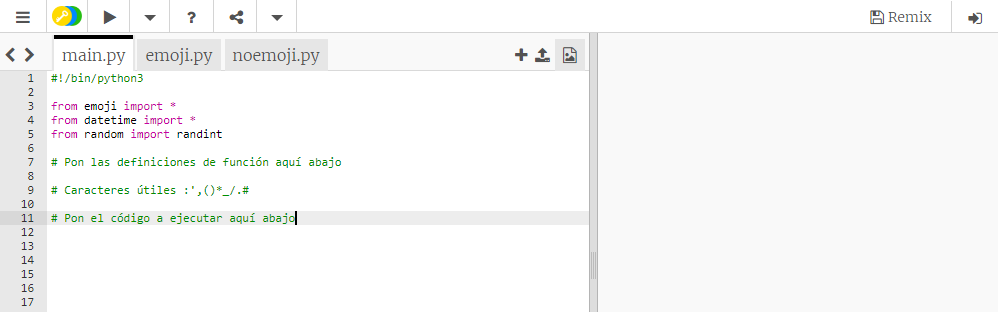 ? Remix
main.py emoji.py noemoji.py
1 #!/bin/python3
2
3 from emoji import *
4 from datetime import *
5 from random import randint
6
7 # Pon las definiciones de función aquí abajo
8
9 # Caracteres útiles :',()*_/.#
10
11 # Pon el código a ejecutar aquí abajo
12
13
14
15
16
17